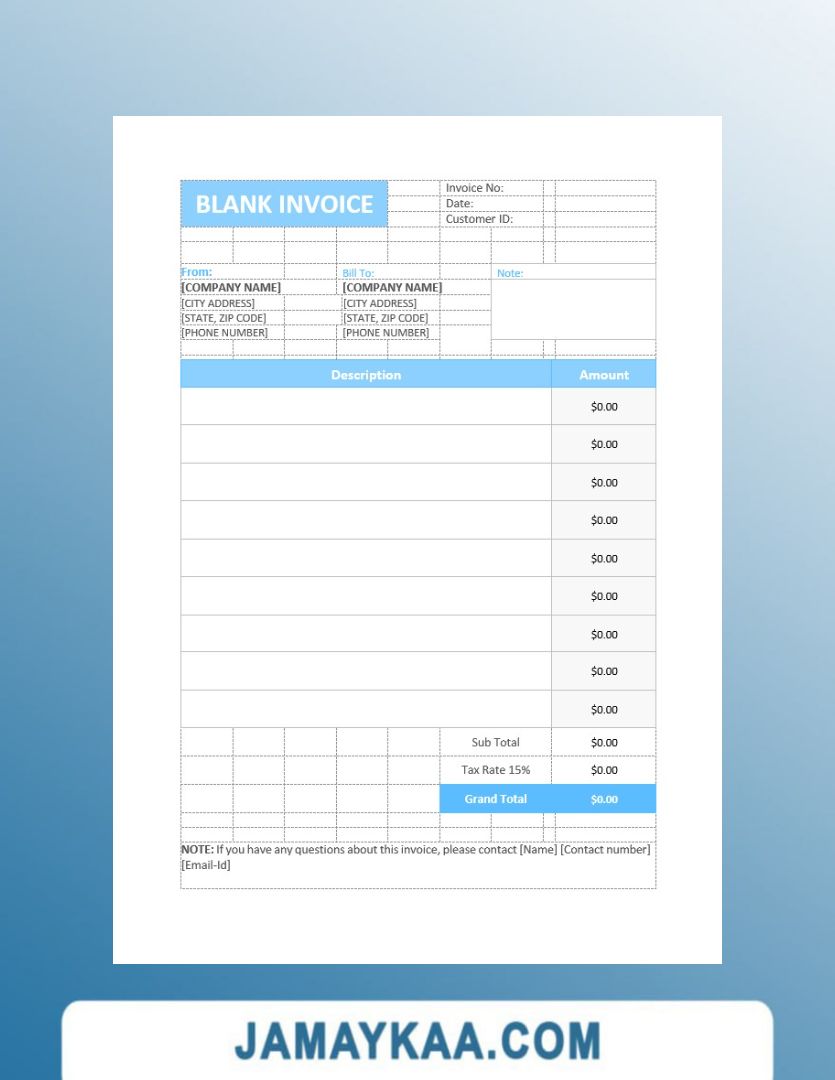 BLANK INVOICE
Invoice No:
Date:
Customer ID:
From:
Bill To:
Note:
[COMPANY NAME]
[COMPANY NAME]
[CITY ADDRESS]
[CITY ADDRESS]
[STATE, ZIP CODE]
[STATE, ZIP CODE]
[PHONE NUMBER]
[PHONE NUMBER]
Description
Amount
$0.00
$0.00
$0.00
$0.00
$0.00
$0.00
$0.00
$0.00
$0.00
Sub Total
$0.00
Tax Rate 15%
$0.00
Grand Total
$0.00
NOTE: If you have any questions about this invoice, please contact [Name] [Contact number]
[Email-Id]
JAMAYKAA.COM